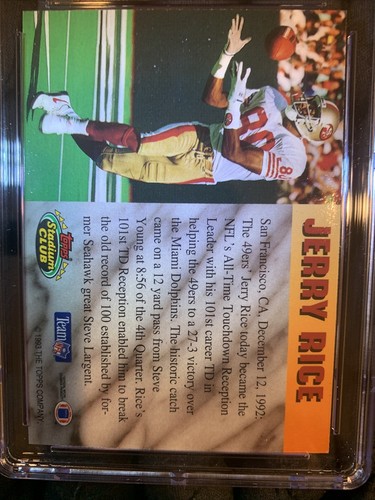 JERRY RICE
San Francisco, CA, December 12, 1992:
The 49ers' Jerry Rice today became the
NFL's All-Time Touchdown Reception
Leader with his 101st career TD in
helping the 49ers to a 27-3 victory over
the Miami Dolphins. The historic catch
came on a 12 yard pass from Steve
Young at 8:56 of the 4th Quarter. Rice's
101st TD Reception enabled him to break
the old record of 100 established by for-
mer Seahawk great Steve Largent.
Topps
Stadium
CLUB
Team NFL
© 1993 THE TOPPS COMPANY,
80